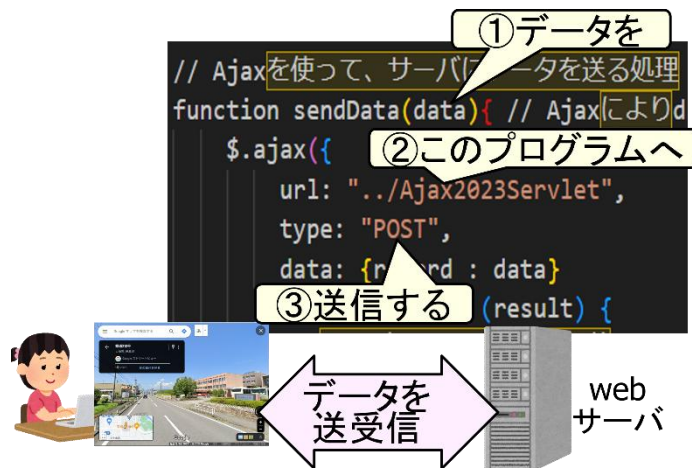 ①データを
// Ajaxを使って、サーバにデータを送る処理
function sendData(data){ // Ajaxによりd
$.ajax({
②このプログラムへ
url: "../Ajax2023Servlet",
type: "POST",
data: {r rd : data}
③送信する
(result) {
データを
送受信
web
サーバ